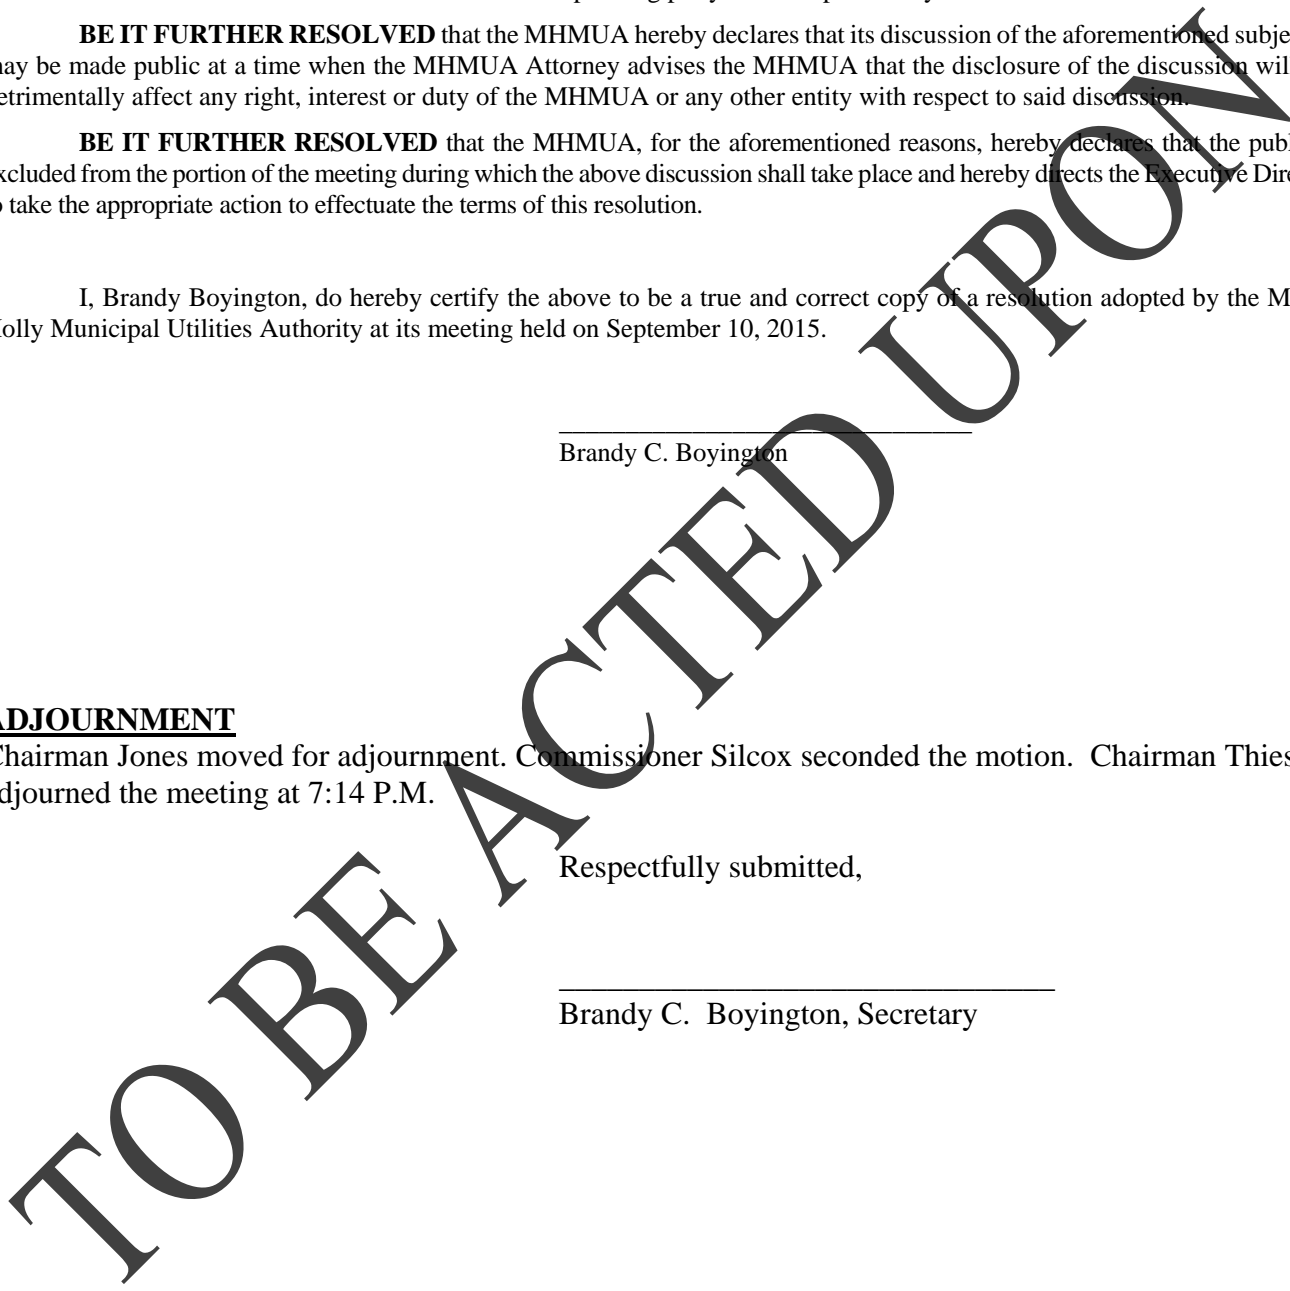 BE IT FURTHER RESOLVED that the MHMUA hereby declares that its discussion of the aforementioned subje
may be made public at a time when the MHMUA Attorney advises the MHMUA that the disclosure of the discussion wil
etrimentally affect any right, interest or duty of the MHMUA or any other entity with respect to said discussion.
BE IT FURTHER RESOLVED that the MHMUA, for the aforementioned reasons, hereby declares that the publ
xcluded from the portion of the meeting during which the above discussion shall take place and hereby directs the Executive Dire
o take the appropriate action to effectuate the terms of this resolution.
I, Brandy Boyington, do hereby certify the above to be a true and correct copy of a resolution adopted by the M
olly Municipal Utilities Authority at its meeting held on September 10, 2015.
Brandy C. Boyington
ADJOURNMENT
Chairman Jones moved for adjournment. Commissioner Silcox seconded the motion. Chairman Thies
djourned the meeting at 7:14 P.M.
Respectfully submitted,
Brandy C. Boyington, Secretary
TO BE ACTED UPON